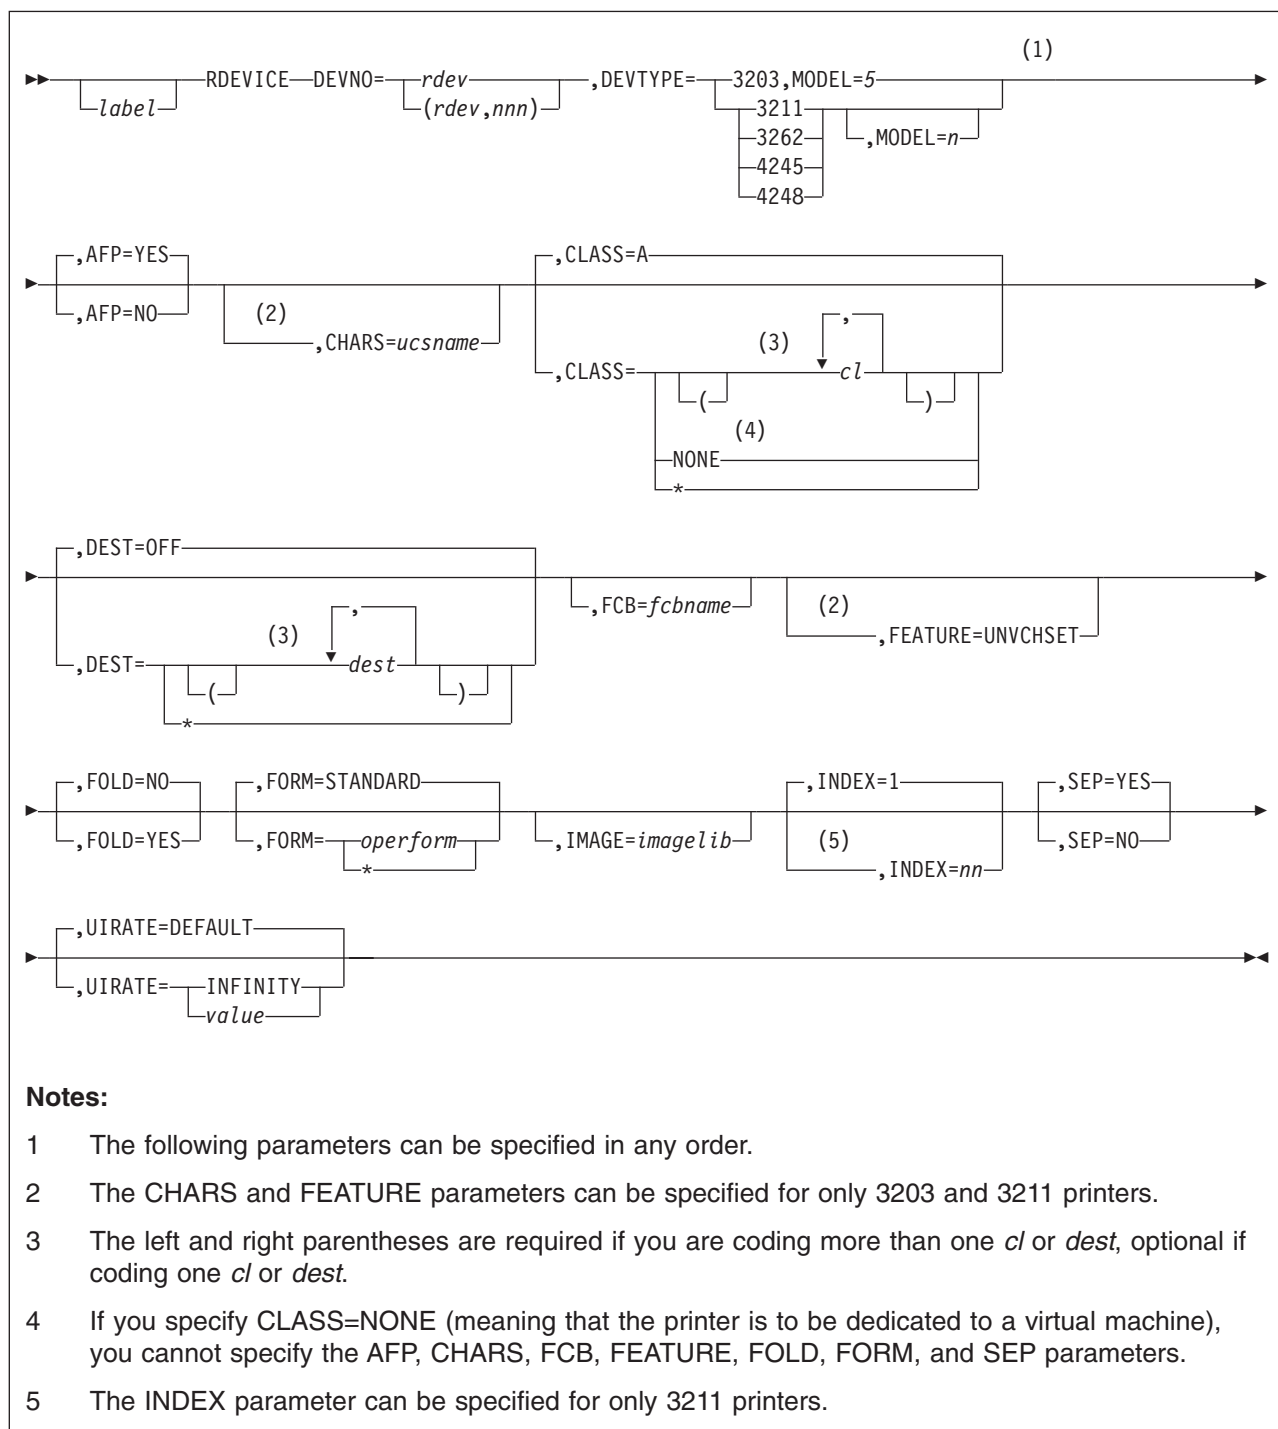 (1)
RDEVICE DEVNO= rdev ,DEVTYPE= 3203,MODEL=5
label (rdev,nnn) 3211
3262 ,MODEL=n
4245
4248
,AFP=YES ,CLASS=A
,AFP=NO (2)
,CHARS=ucsname (3) ,
,CLASS= cl
( )
(4)
NONE
*
,DEST=OFF
,FCB=fcbname (2)
,FEATURE=UNVCHSET
(3) ,
,DEST= dest
( )
*
,FOLD=NO ,FORM=STANDARD ,INDEX=1 ,SEP=YES
,FOLD=YES ,FORM= operform ,IMAGE=imagelib (5) ,SEP=NO
* ,INDEX=nn
,UIRATE=DEFAULT
,UIRATE= INFINITY
value
Notes:
1 The following parameters can be specified in any order.
2 The CHARS and FEATURE parameters can be specified for only 3203 and 3211 printers.
3 The left and right parentheses are required if you are coding more than one cl or dest, optional if
coding one cl or dest.
4 If you specify CLASS=NONE (meaning that the printer is to be dedicated to a virtual machine),
you cannot specify the AFP, CHARS, FCB, FEATURE, FOLD, FORM, and SEP parameters.
5 The INDEX parameter can be specified for only 3211 printers.